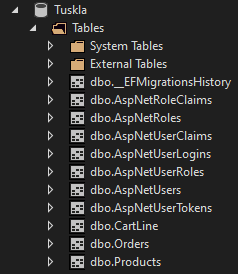 Tuskla
Tables
System Tables
External Tables
dbo.__EFMigrationsHistory
dbo.AspNetRoleClaims
dbo.AspNetRoles
dbo.AspNetUserClaims
dbo.AspNetUserLogins
dbo.AspNetUserRoles
dbo.AspNetUsers
dbo.AspNetUserTokens
dbo.CartLine
dbo.Orders
dbo.Products